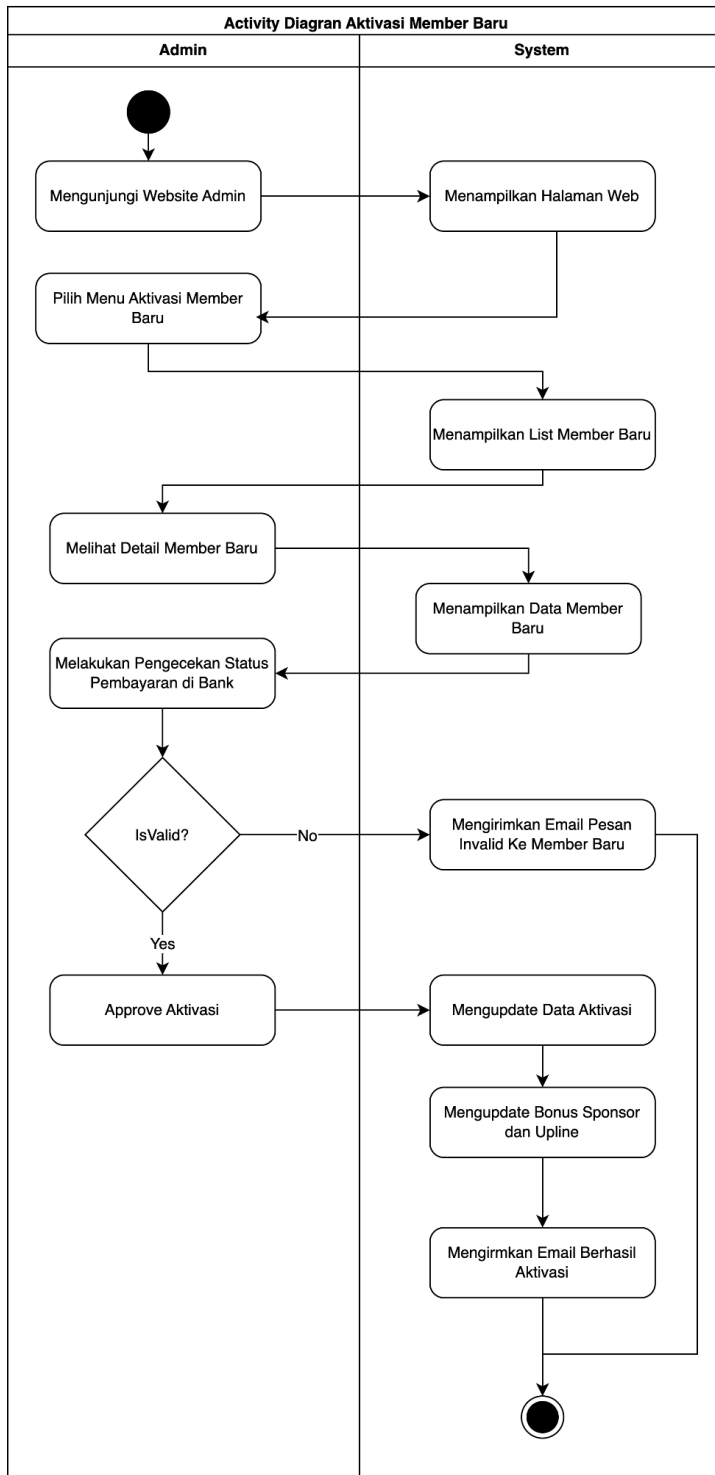 Activity Diagran Aktivasi Member Baru
Admin
System
Mengunjungi Website Admin
Menampilkan Halaman Web
Pilih Menu Aktivasi Member
Baru
Menampilkan List Member Baru
Melihat Detail Member Baru
Menampilkan Data Member
Baru
Melakukan Pengecekan Status
Pembayaran di Bank
IsValid?
No
Mengirimkan Email Pesan
Invalid Ke Member Baru
Yes
Approve Aktivasi
Mengupdate Data Aktivasi
Mengupdate Bonus Sponsor
dan Upline
Mengirmkan Email Berhasil
Aktivasi